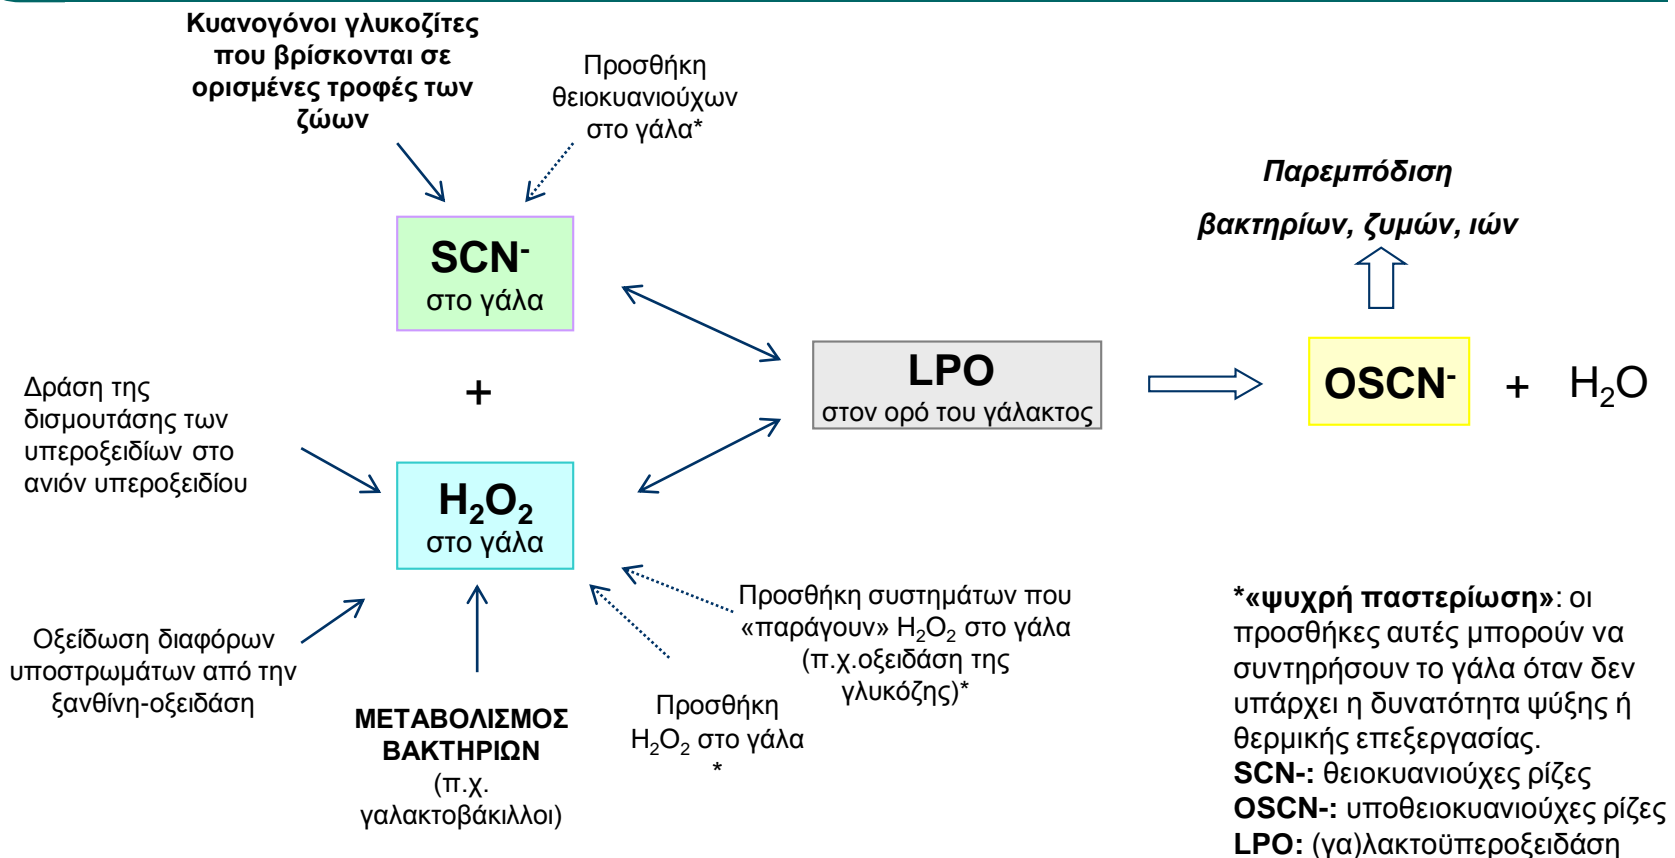 Κυανογόνοι γλυκοζίτες
που βρίσκονται σε
ορισμένες τροφές των
ζώων
Προσθήκη
θειοκυανιούχων
στο γάλα*
SCN-
στο γάλα
+
Δράση της
δισμουτάσης των
υπεροξειδίων στο
ανιόν υπεροξειδίου
H2O2
στο γάλα
Οξείδωση διαφόρων
υποστρωμάτων από την
ξανθίνη-οξειδάση
ΜΕΤΑΒΟΛΙΣΜΟΣ
ΒΑΚΤΗΡΙΩΝ
(π.χ.
γαλακτοβάκιλλοι)
Προσθήκη
H2O2 στο γάλα
*
Προσθήκη συστημάτων που
«παράγουν» H2O2 στο γάλα
(π.χ.οξειδάση της
γλυκόζης)*
LPO
στον ορό του γάλακτος
Παρεμπόδιση
βακτηρίων, ζυμών, ιών
OSCN- + H2O
*«ψυχρή παστερίωση»: οι
προσθήκες αυτές μπορούν να
συντηρήσουν το γάλα όταν δεν
υπάρχει η δυνατότητα ψύξης ή
θερμικής επεξεργασίας.
SCN-: θειοκυανιούχες ρίζες
OSCN-: υποθειοκυανιούχες ρίζες
LPO: (γα)λακτοϋπεροξειδάση